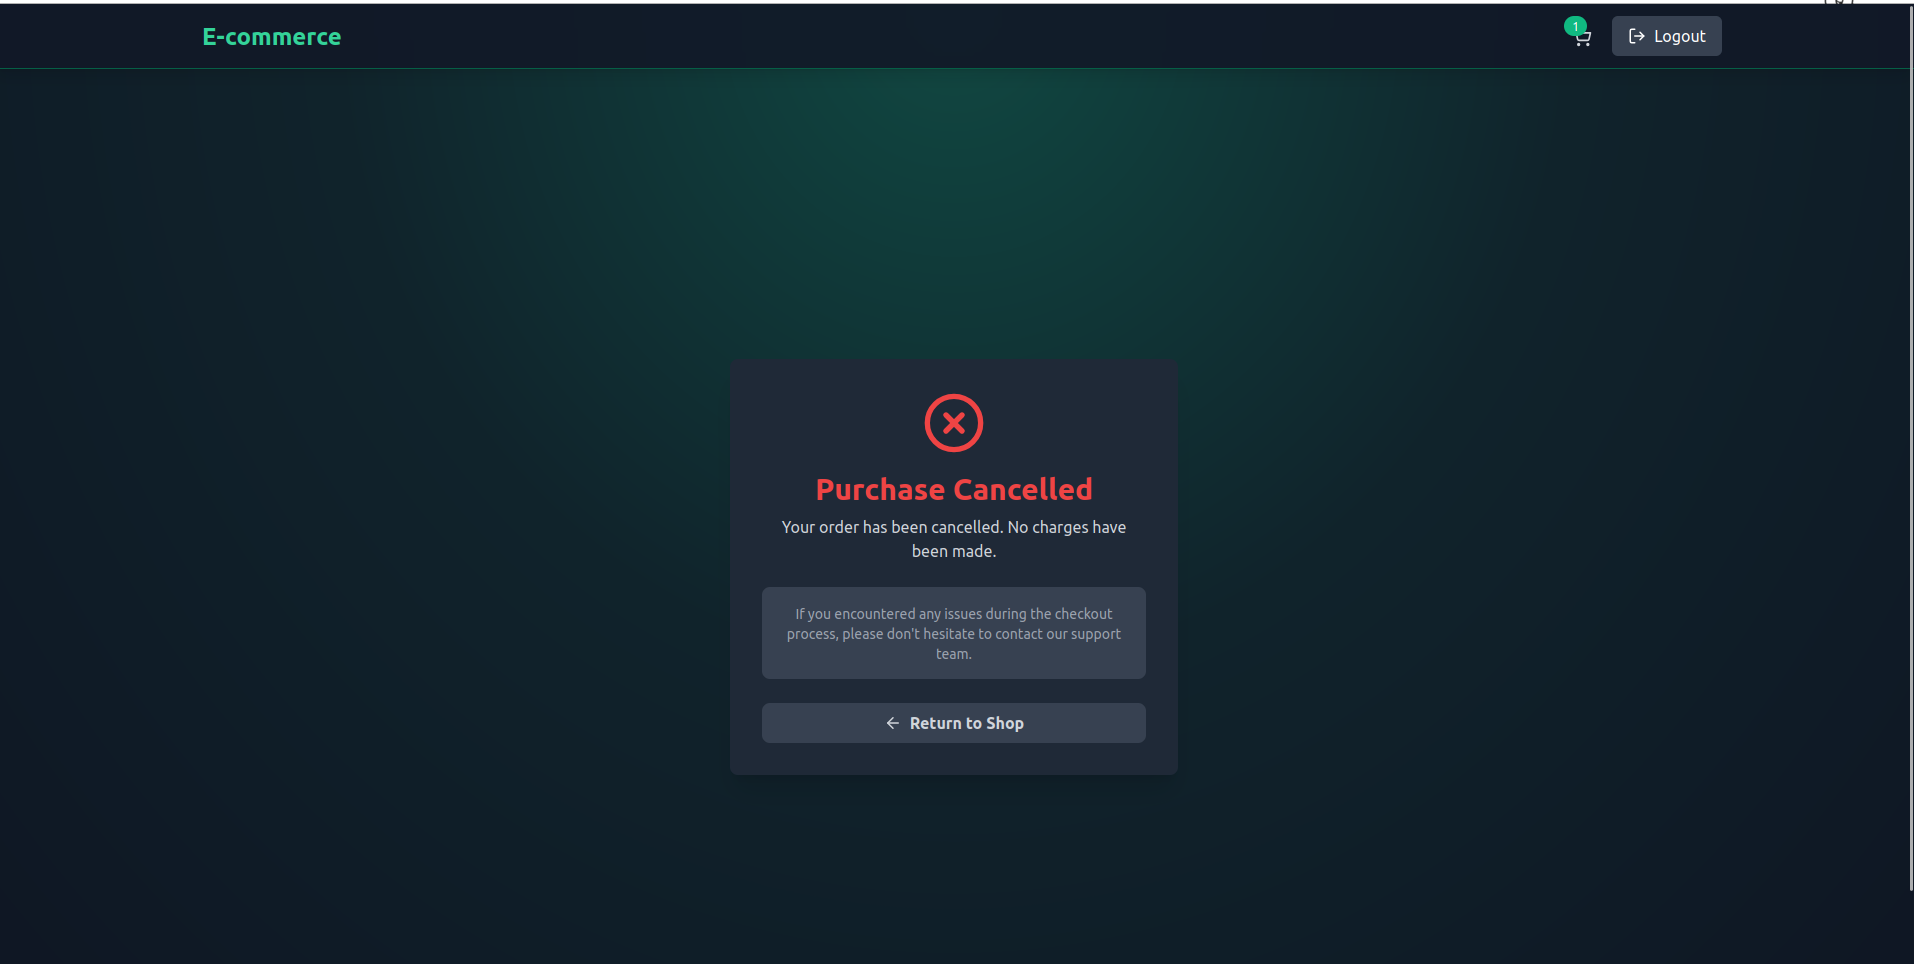 E-commerce
1
Logout
Purchase Cancelled
Your order has been cancelled. No charges have
been made.
If you encountered any issues during the checkout
process, please don't hesitate to contact our support
team.
Return to Shop